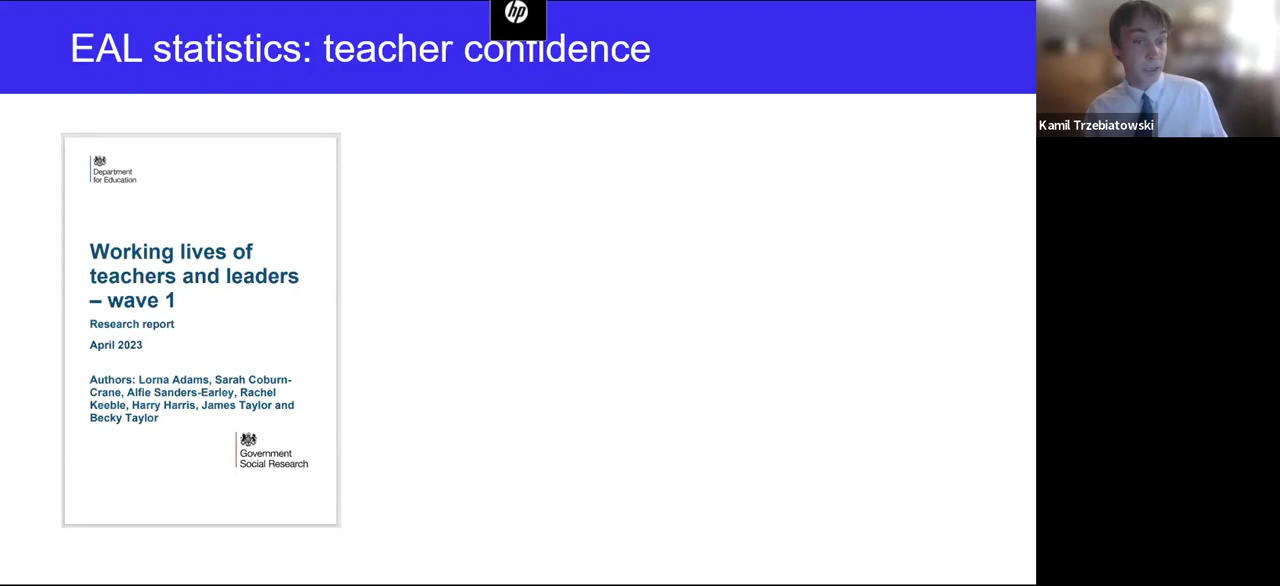 EAL statistics: teacher confidence
hp
Kamil Trzebiatowski
Department
for Education
Working lives of
teachers and leaders
– wave 1
Research report
April 2023
Authors: Lorna Adams, Sarah Coburn-
Crane, Alfie Sanders-Earley, Rachel
Keeble, Harry Harris, James Taylor and
Becky Taylor
Government
Social Research